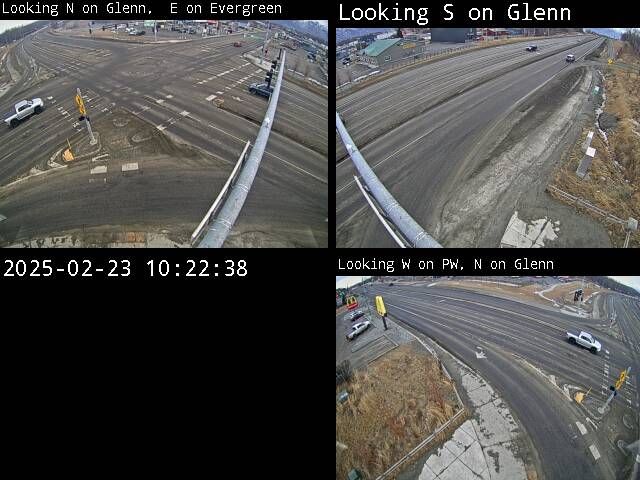 Looking N on Glenn,  E on Evergreen
Looking S on Glenn
2025-02-23 10:22:38
Looking W on PW, N on Glenn